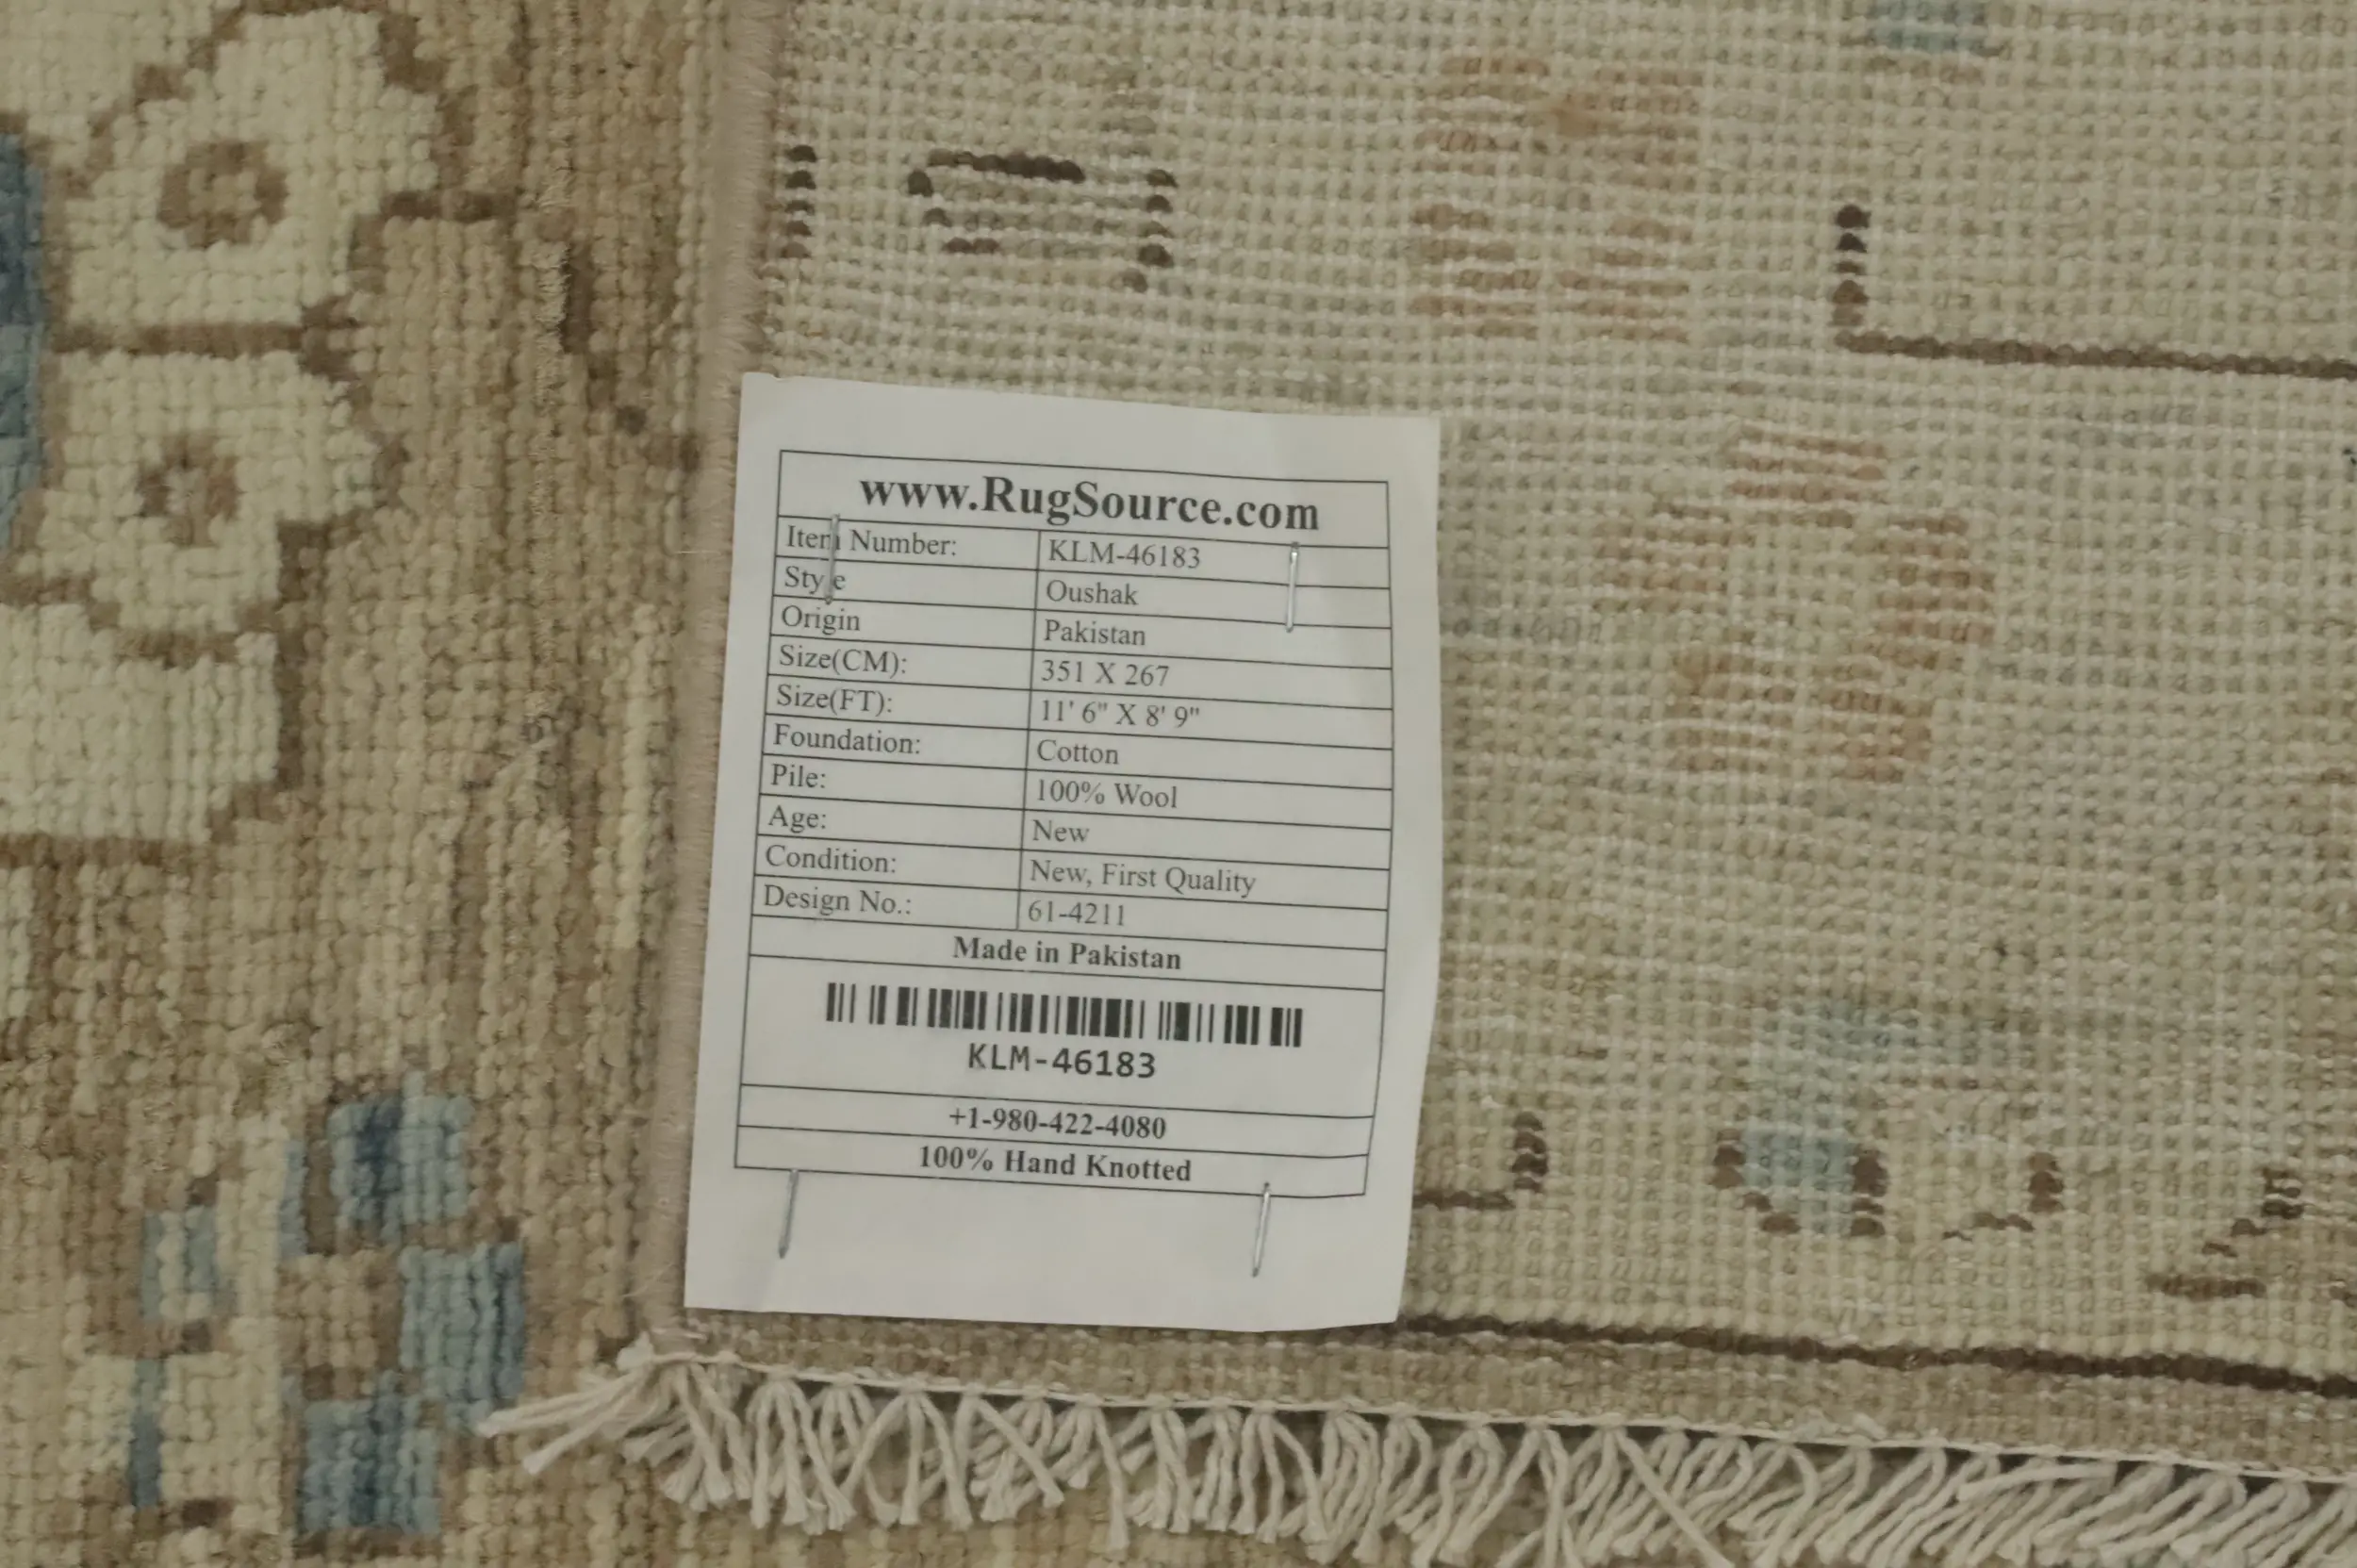 www.RugSource.com
Item Number: KLM-46183
Style Oushak
Origin Pakistan
Size(CM): 351 X 267
Size(FT): 11' 6" X 8' 9"
Foundation: Cotton
Pile: 100% Wool
Age: New
Condition: New, First Quality
Design No.: 61-4211
Made in Pakistan
KLM-46183
+1-980-422-4080
100% Hand Knotted